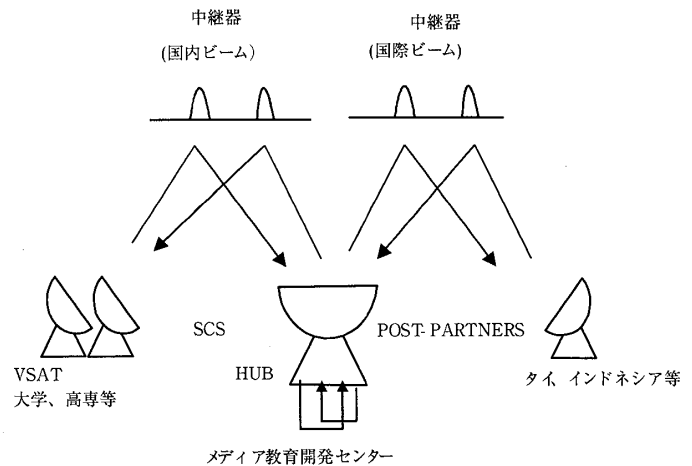 中継器
(国内ビーム)
中継器
(国際ビーム)
SCS
POST-PARTNERS
VSAT
大学、高専等
HUB
タイ、インドネシア等
メディア教育開発センター